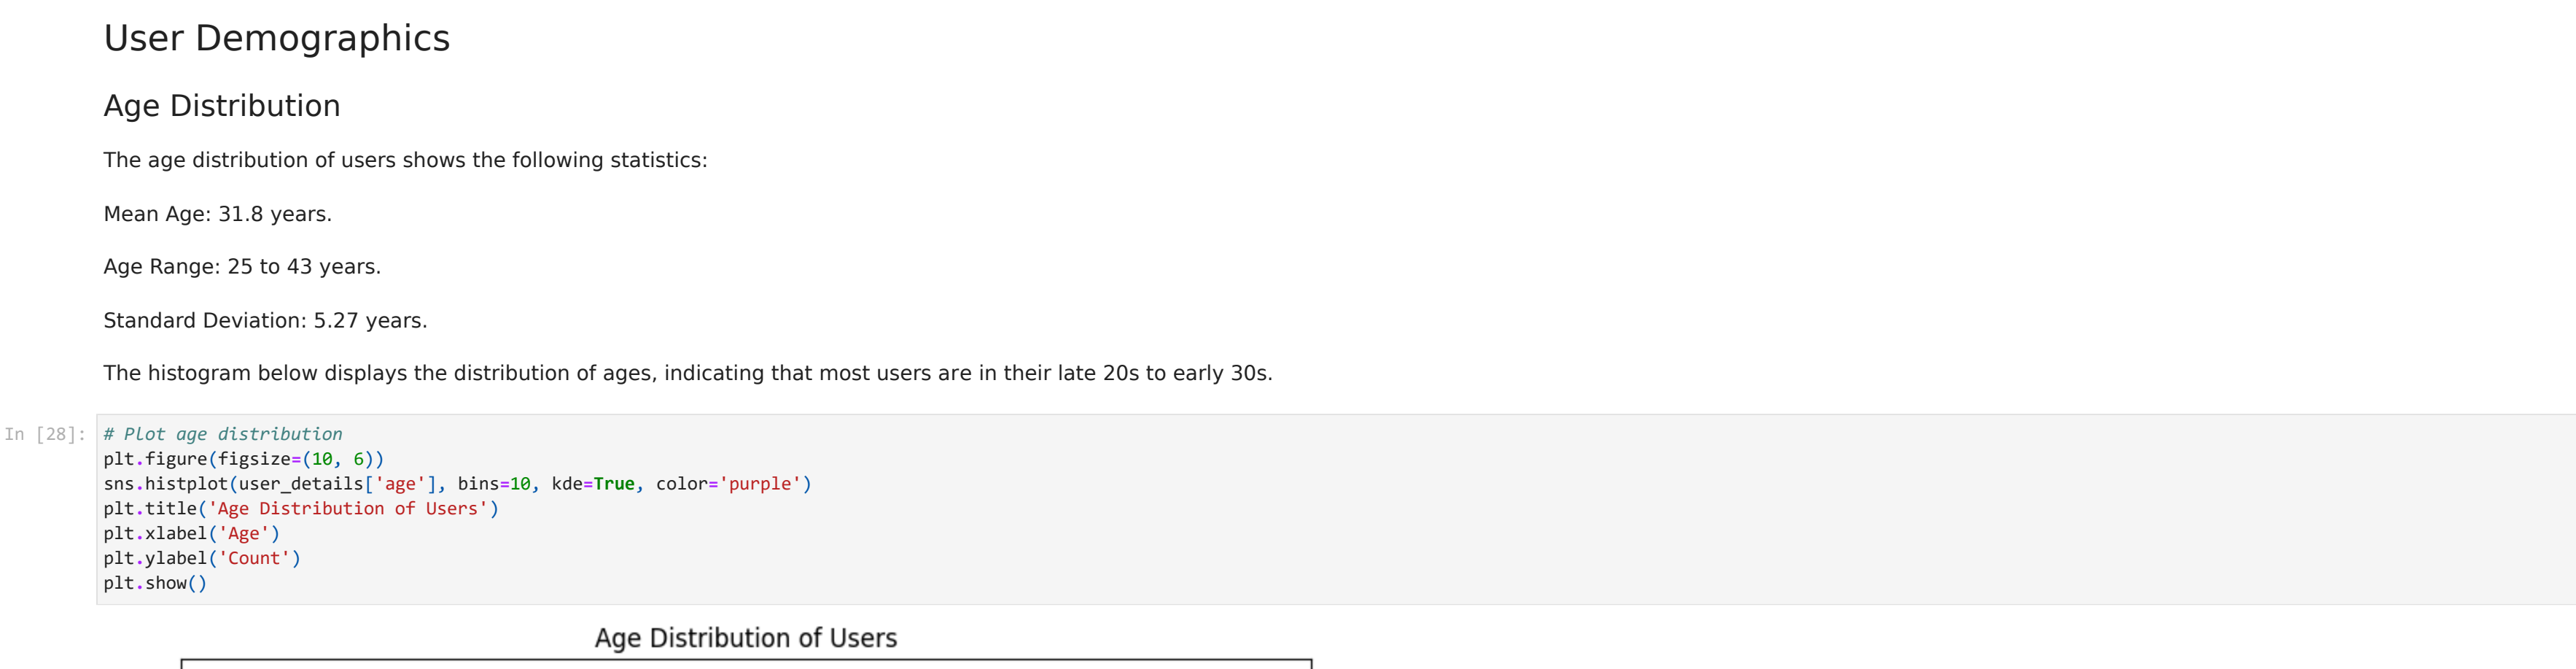 User Demographics
Age Distribution
The age distribution of users shows the following statistics:
Mean Age: 31.8 years.
Age Range: 25 to 43 years.
Standard Deviation: 5.27 years.
The histogram below displays the distribution of ages, indicating that most users are in their late 20s to early 30s.
In [28]: # Plot age distribution
plt.figure(figsize=(10, 6))
sns.histplot(user_details['age'], bins=10, kde=True, color='purple')
plt.title('Age Distribution of Users')
plt.xlabel('Age')
plt.ylabel('Count')
plt.show()
Age Distribution of Users